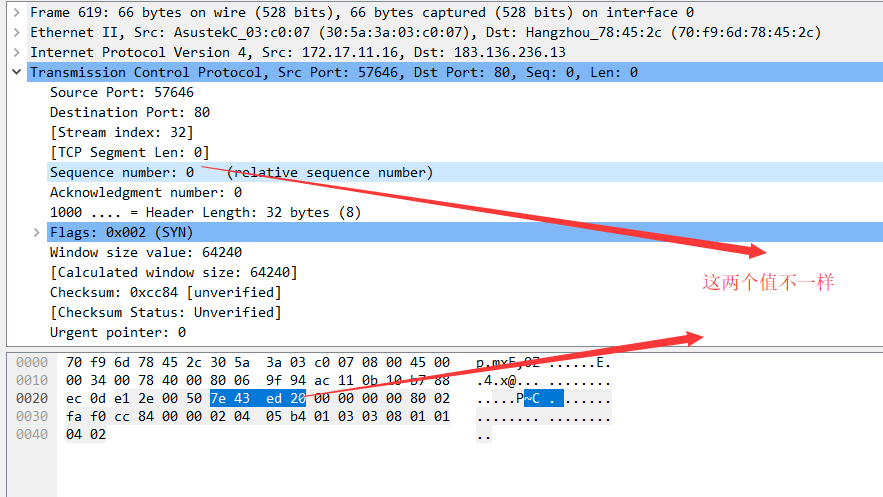 Frame 619: 66 bytes on wire (528 bits), 66 bytes captured (528 bits) on interface 0
Ethernet II, Src: AsustekC_03:c0:07 (30:5a:3a:03:c0:07), Dst: Hangzhou_78:45:2c (70:f9:6d:78:45:2c)
Internet Protocol Version 4, Src: 172.17.11.16, Dst: 183.136.236.13
Transmission Control Protocol, Src Port: 57646, Dst Port: 80, Seq: 0, Len: 0
Source Port: 57646
Destination Port: 80
[Stream index: 32]
[TCP Segment Len: 0]
Sequence number: 0 (relative sequence number)
Acknowledgment number: 0
1000 .... = Header Length: 32 bytes (8)
Flags: 0x002 (SYN)
Window size value: 64240
[Calculated window size: 64240]
这两个值不一样
Checksum: 0xcc84 [unverified]
[Checksum Status: Unverified]
Urgent pointer: 0
0000 70 f9 6d 78 45 2c 30 5a 3a 03 c0 07 08 00 45 00 p.mxE,0Z :.....E.
0010 00 34 00 78 40 00 80 06 9f 94 ac 11 0b 10 b7 88 .4.x@... ........
0020 ec 0d e1 2e 00 50 7e 43 ed 20 00 00 00 00 80 02 .....P~C . ......
0030 fa f0 cc 84 00 00 02 04 05 b4 01 03 03 08 01 01 ........ ........
0040 04 02 ..